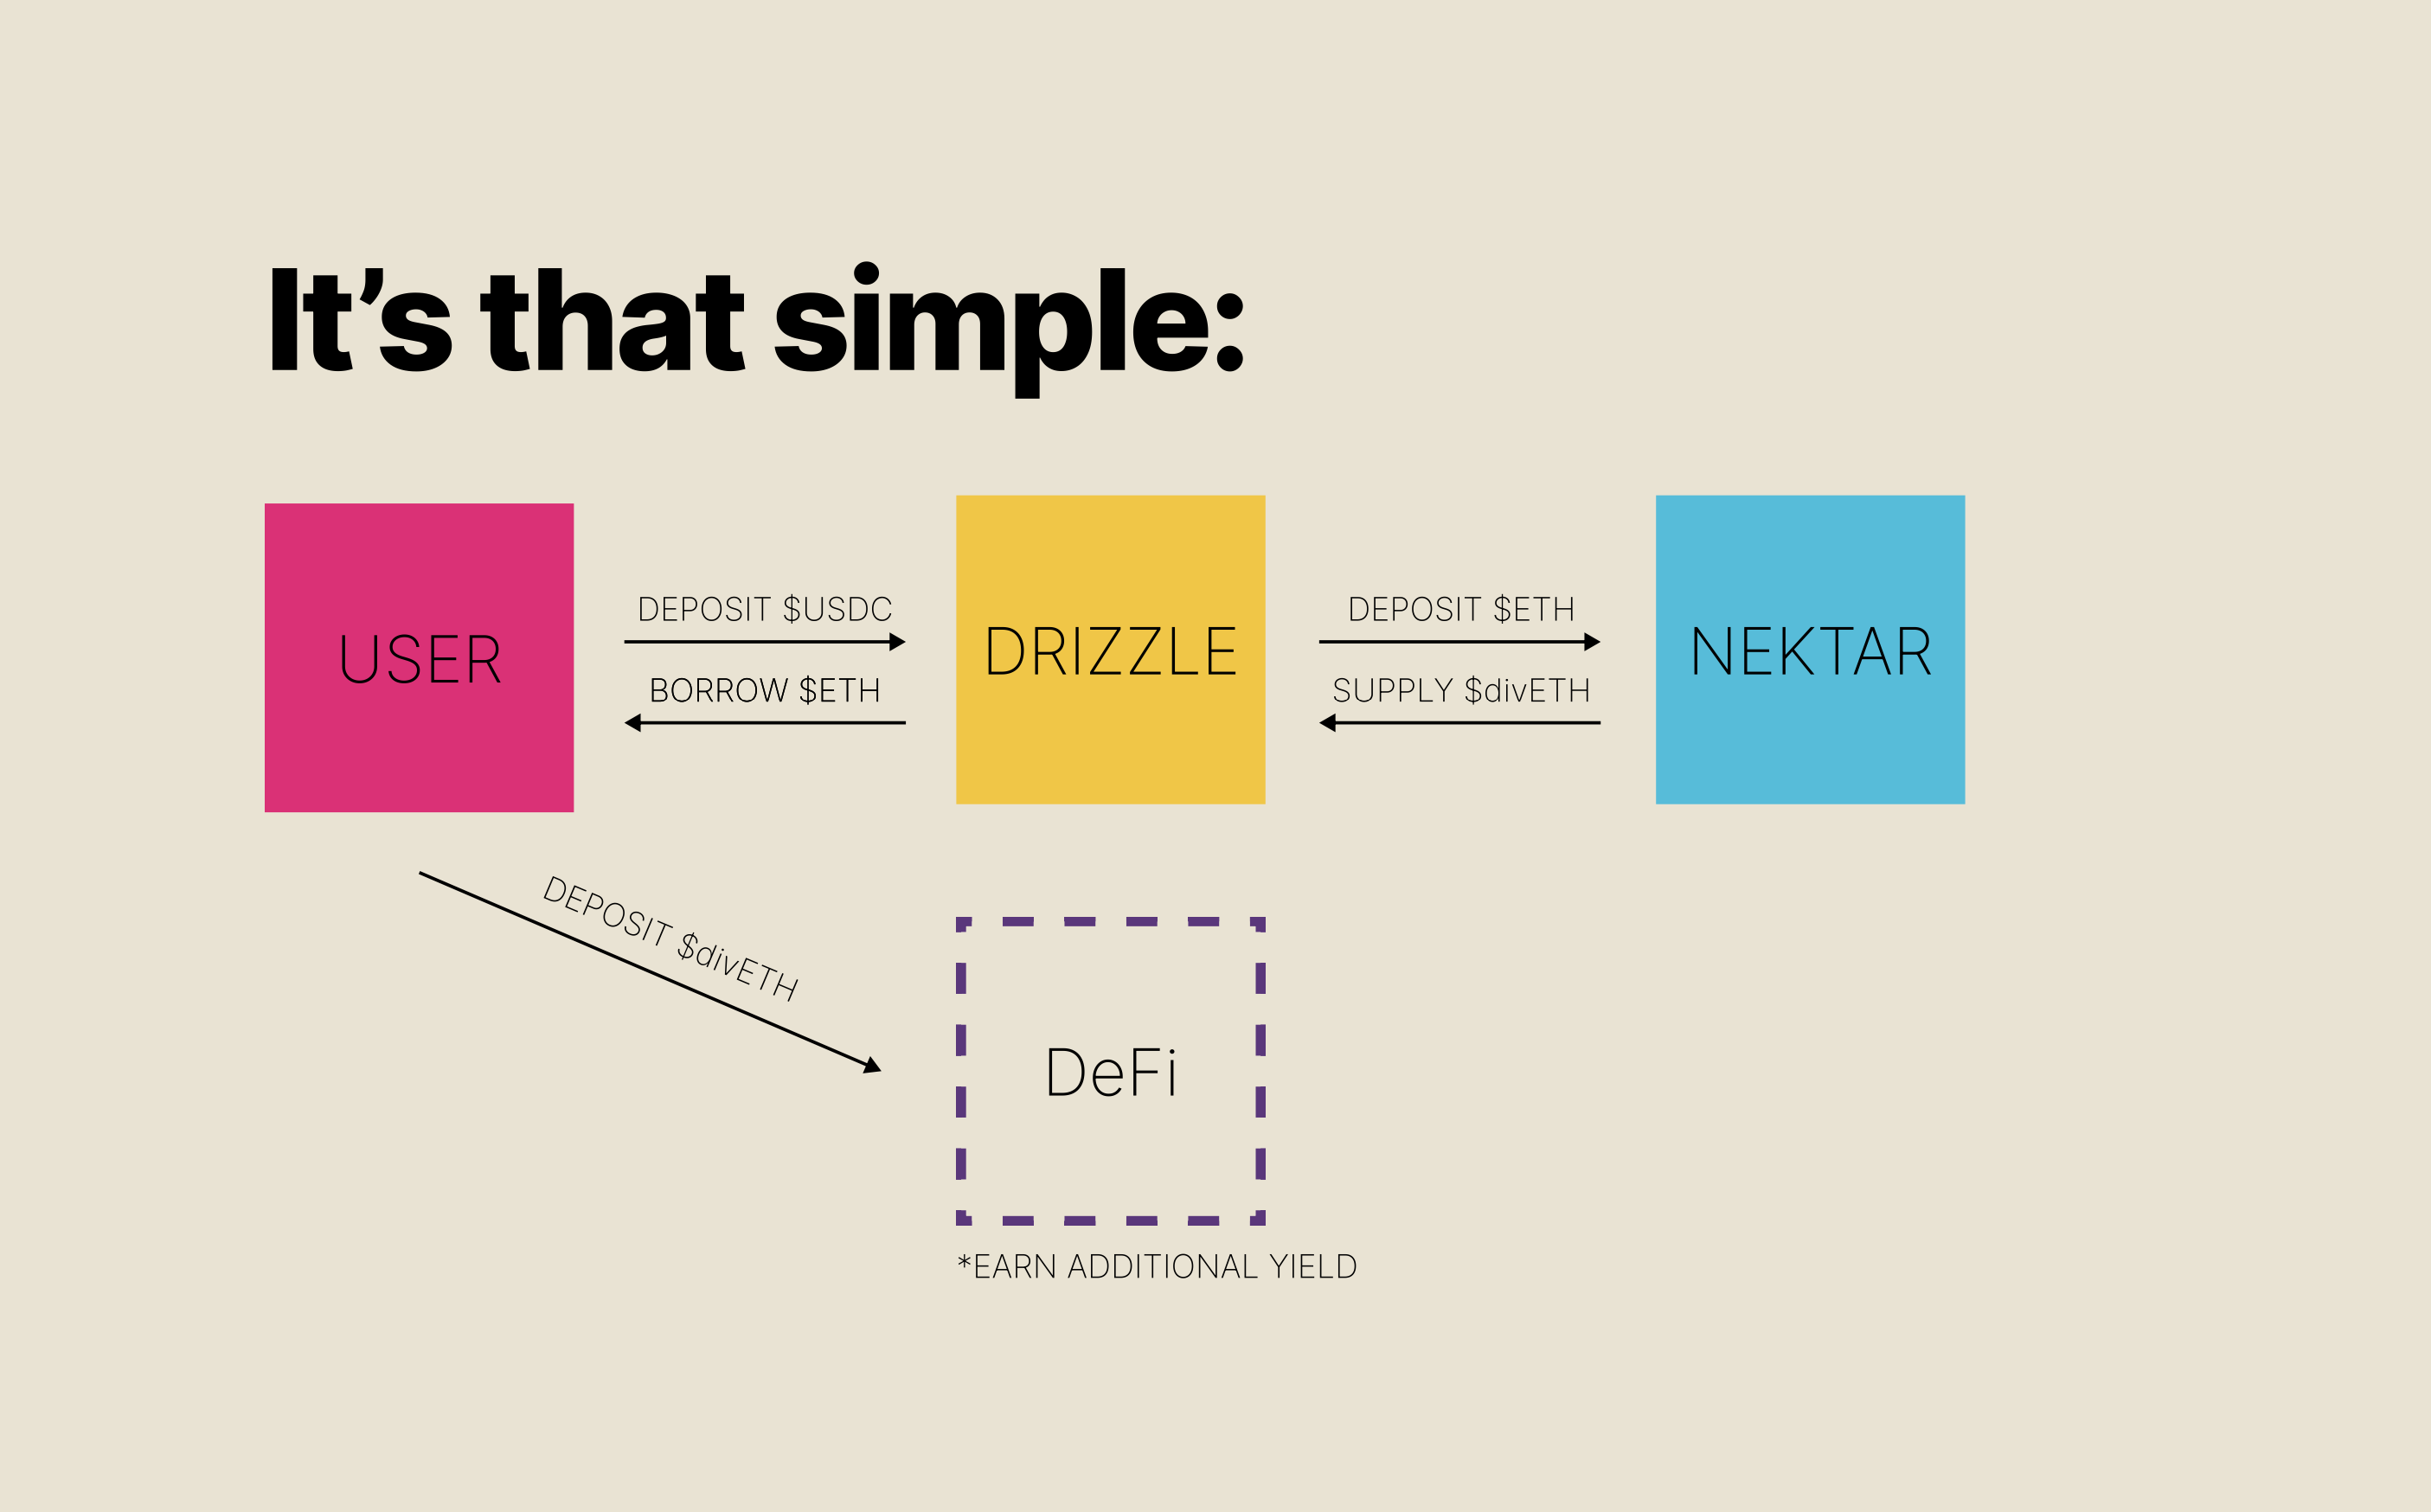 It’s that simple:
USER
DEPOSIT $USDC
BORROW $ETH
DRIZZLE
DEPOSIT $ETH
SUPPLY $divETH
NEKTAR
DEPOSIT $divETH
DeFi
*EARN ADDITIONAL YIELD